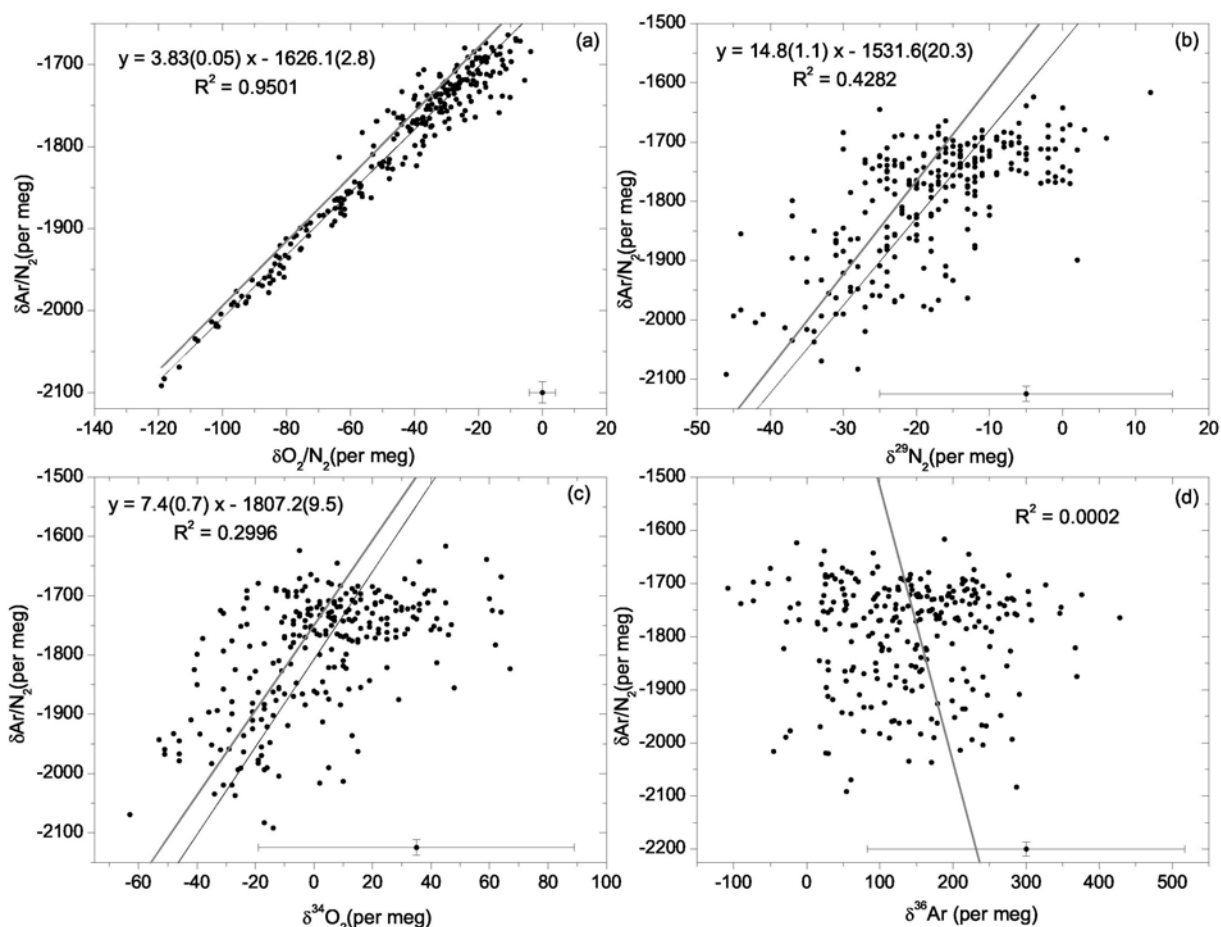 (a)
y = 3.83(0.05) x - 1626.1(2.8)
R² = 0.9501
-1700
-1800
-1900
-2000
-2100
δAr/N₂(per meg)
-140 -120 -100 -80 -60 -40 -20 0 20
δO₂/N₂(per meg)
(b)
y = 14.8(1.1) x - 1531.6(20.3)
R² = 0.4282
-1500
-1600
-1700
-1800
-1900
-2000
-2100
δAr/N₂(per meg)
-50 -40 -30 -20 -10 0 10 20
δ²⁹N₂(per meg)
(c)
y = 7.4(0.7) x - 1807.2(9.5)
R² = 0.2996
-1500
-1600
-1700
-1800
-1900
-2000
-2100
δAr/N₂(per meg)
-60 -40 -20 0 20 40 60 80 100
δ³⁴O₂(per meg)
(d)
R² = 0.0002
-1500
-1600
-1700
-1800
-1900
-2000
-2100
-2200
δAr/N₂(per meg)
-100 0 100 200 300 400 500
δ³⁶Ar (per meg)